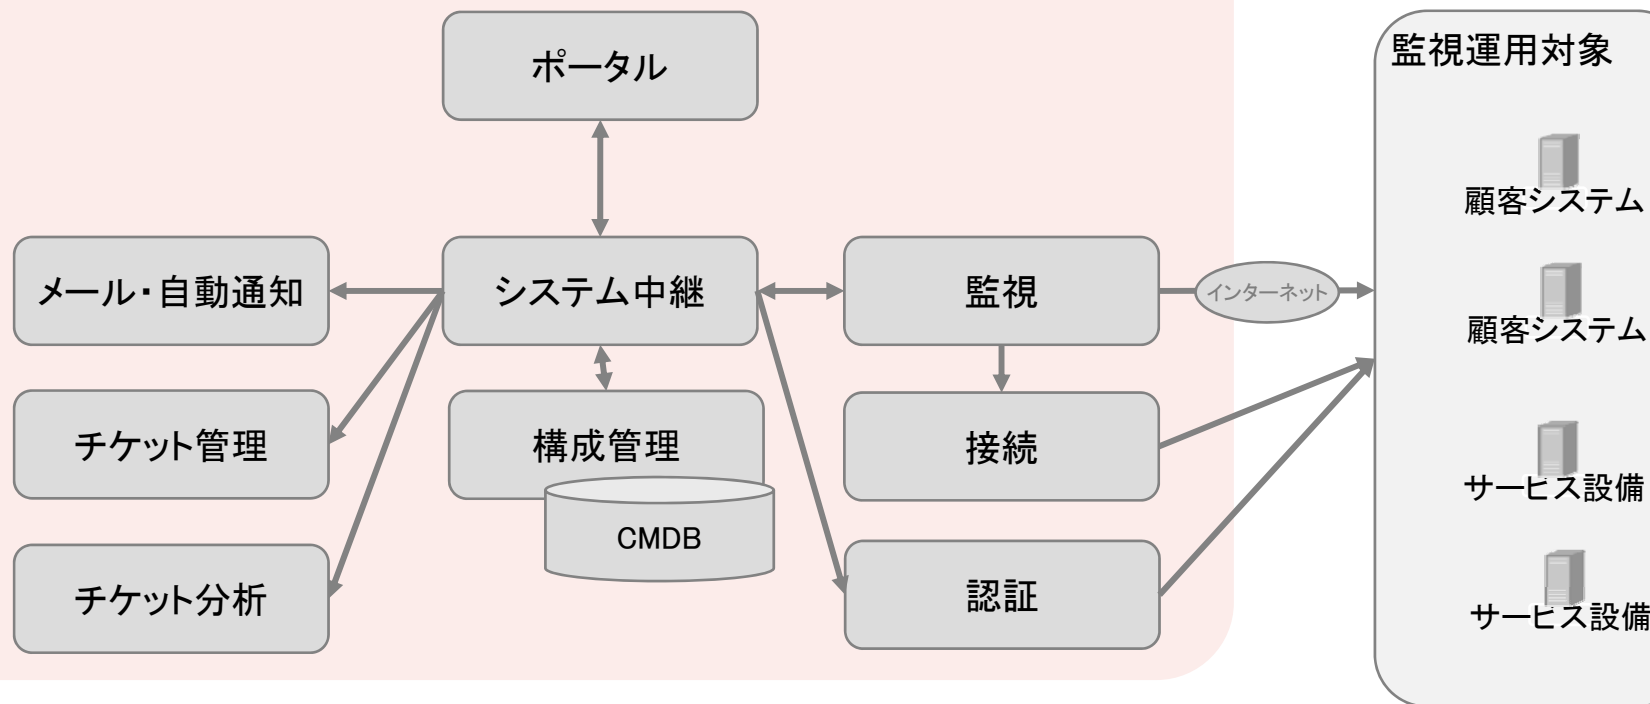 ポータル
監視運用対象
顧客システム
メール・自動通知
システム中継
監視
インターネット
顧客システム
チケット管理
構成管理
接続
サービス設備
CMDB
チケット分析
認証
サービス設備